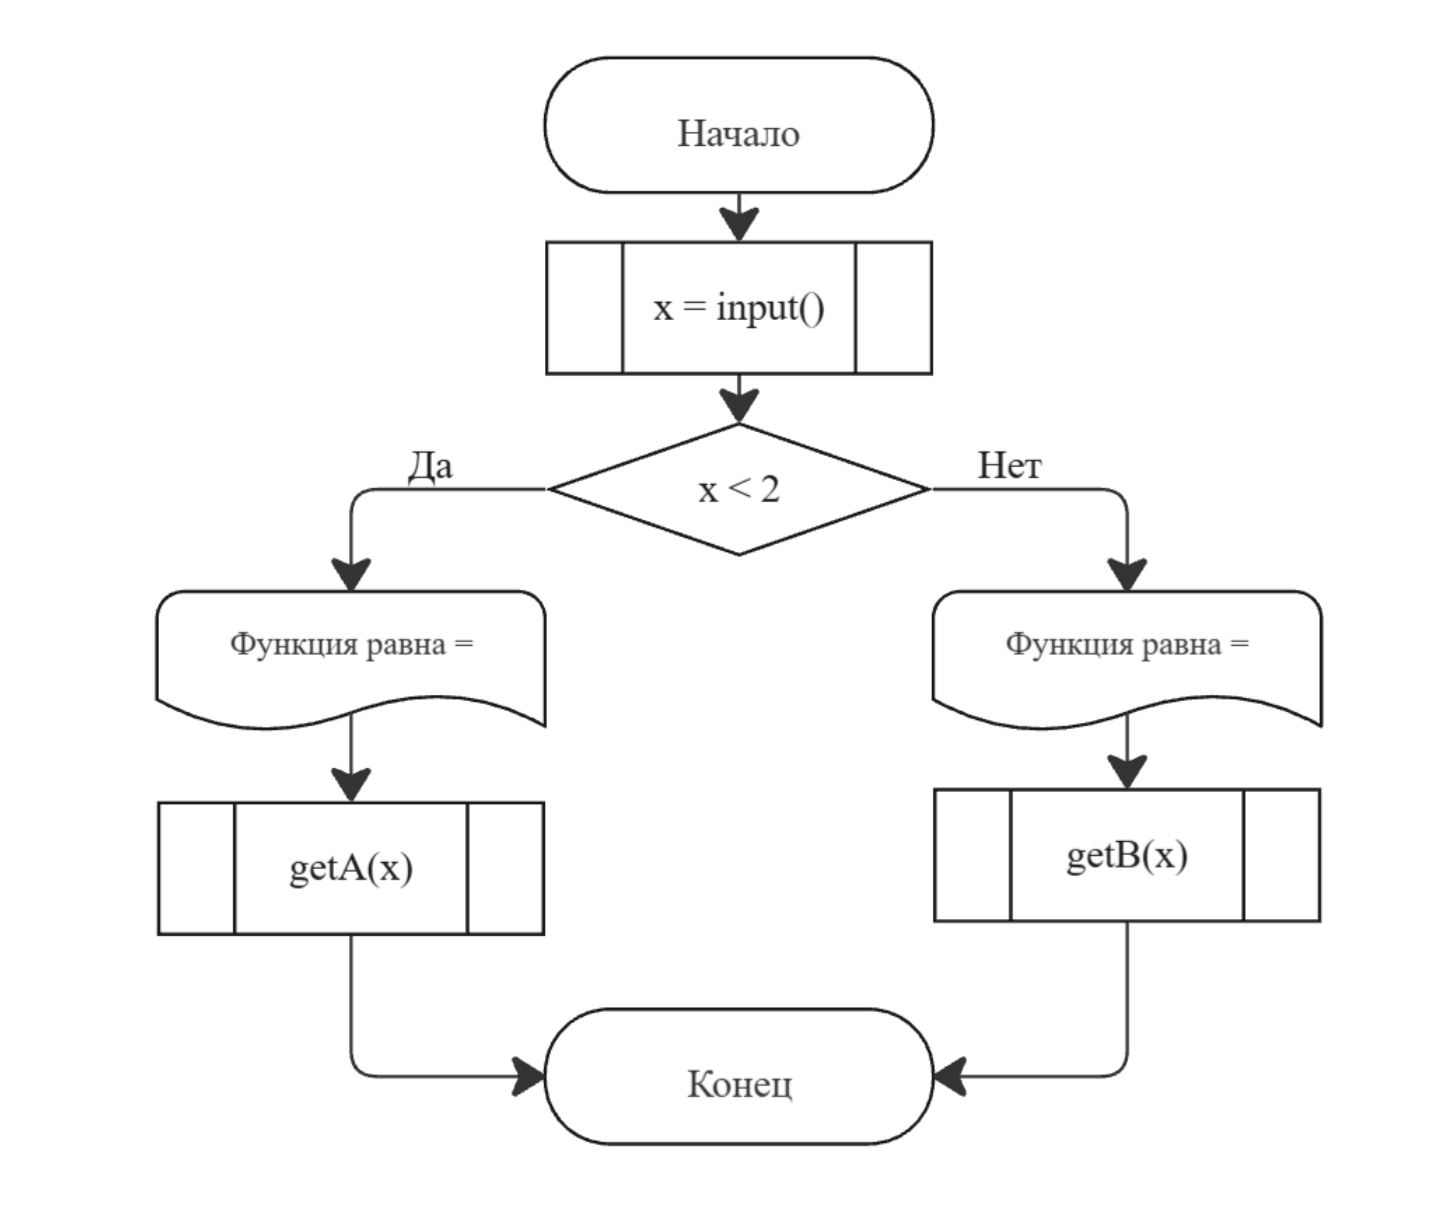 Начало
x = input()
Да
x < 2
Нет
Функция равна =
Функция равна =
getA(x)
getB(x)
Конец